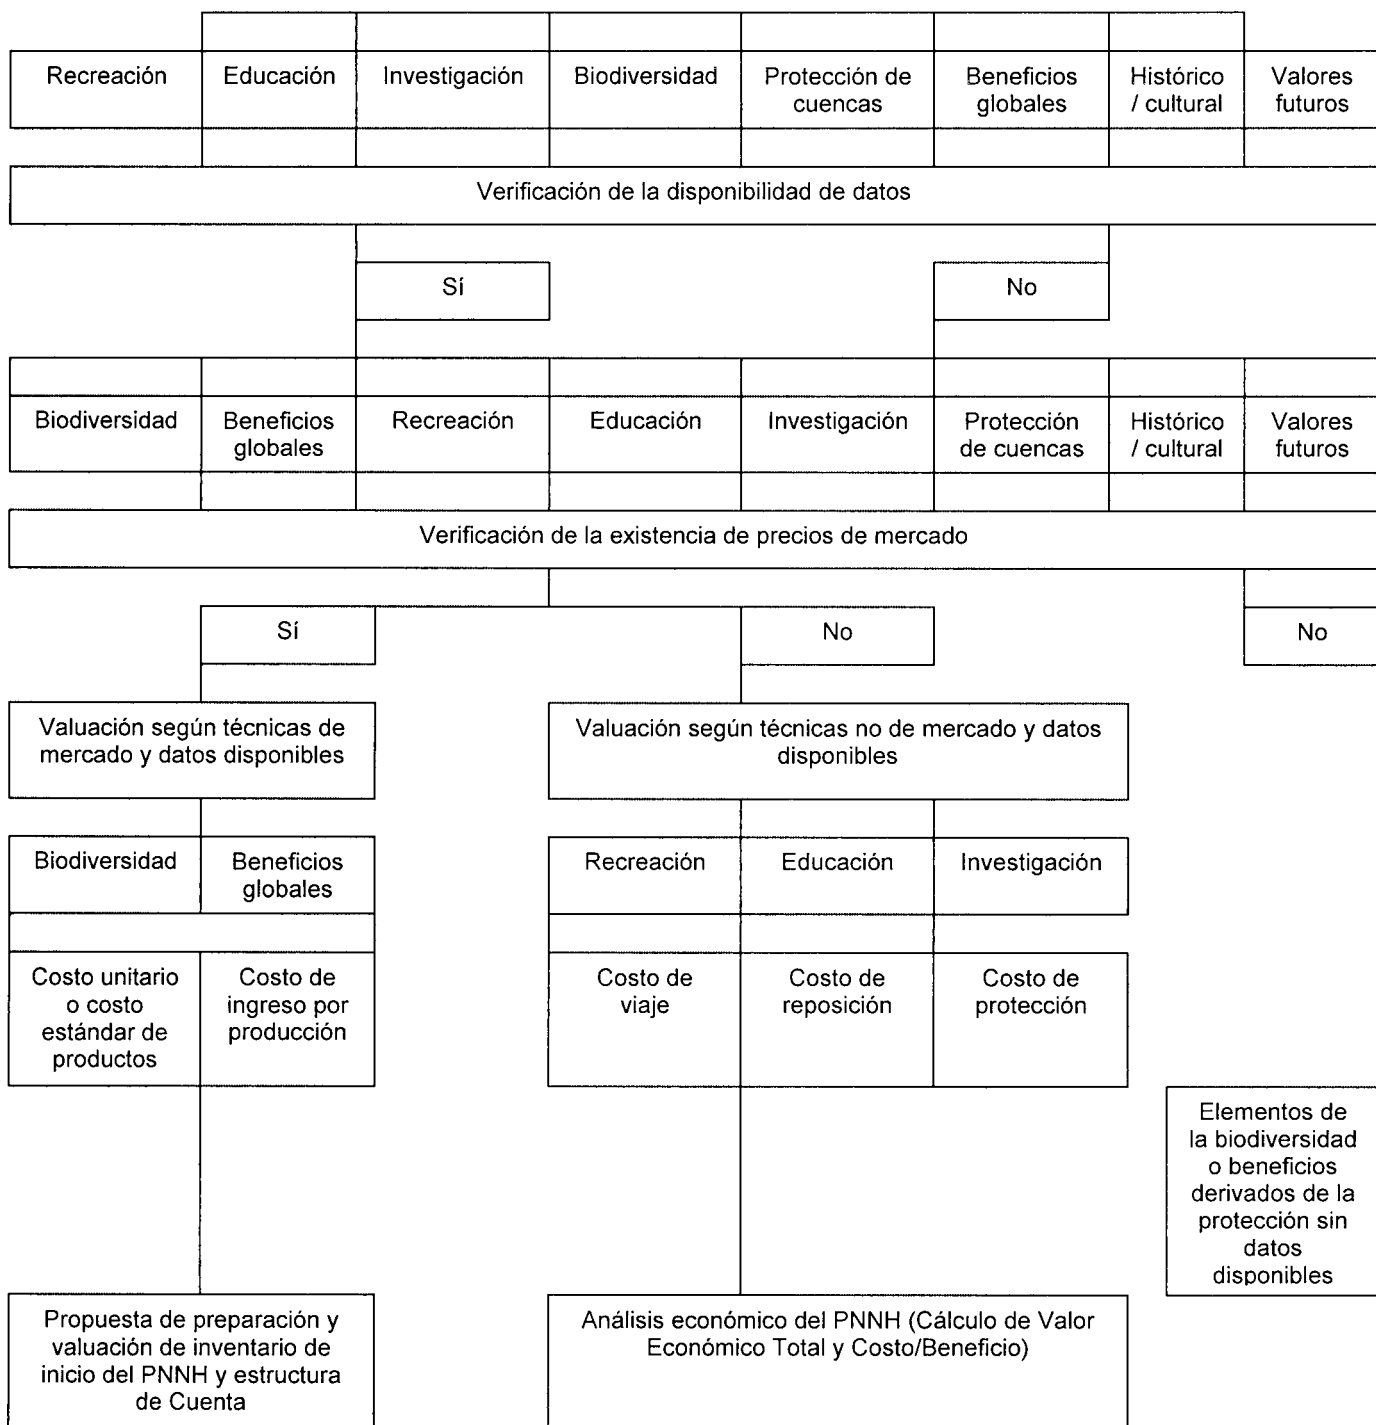 Recreación
Educación
Investigación
Biodiversidad
Protección de
cuencas
Beneficios
globales
Histórico
/ cultural
Valores
futuros
Verificación de la disponibilidad de datos
Sí
No
Biodiversidad
Beneficios
globales
Recreación
Educación
Investigación
Protección
de cuencas
Histórico
/ cultural
Valores
futuros
Verificación de la existencia de precios de mercado
Sí
No
No
Valuación según técnicas de
mercado y datos disponibles
Valuación según técnicas no de mercado y datos
disponibles
Biodiversidad
Beneficios
globales
Recreación
Educación
Investigación
Costo unitario
o costo
estándar de
productos
Costo de
ingreso por
producción
Costo de
viaje
Costo de
reposición
Costo de
protección
Elementos de
la biodiversidad
o beneficios
derivados de la
protección sin
datos
disponibles
Propuesta de preparación y
valuación de inventario de
inicio del PNNH y estructura
de Cuenta
Análisis económico del PNNH (Cálculo de Valor
Económico Total y Costo/Beneficio)